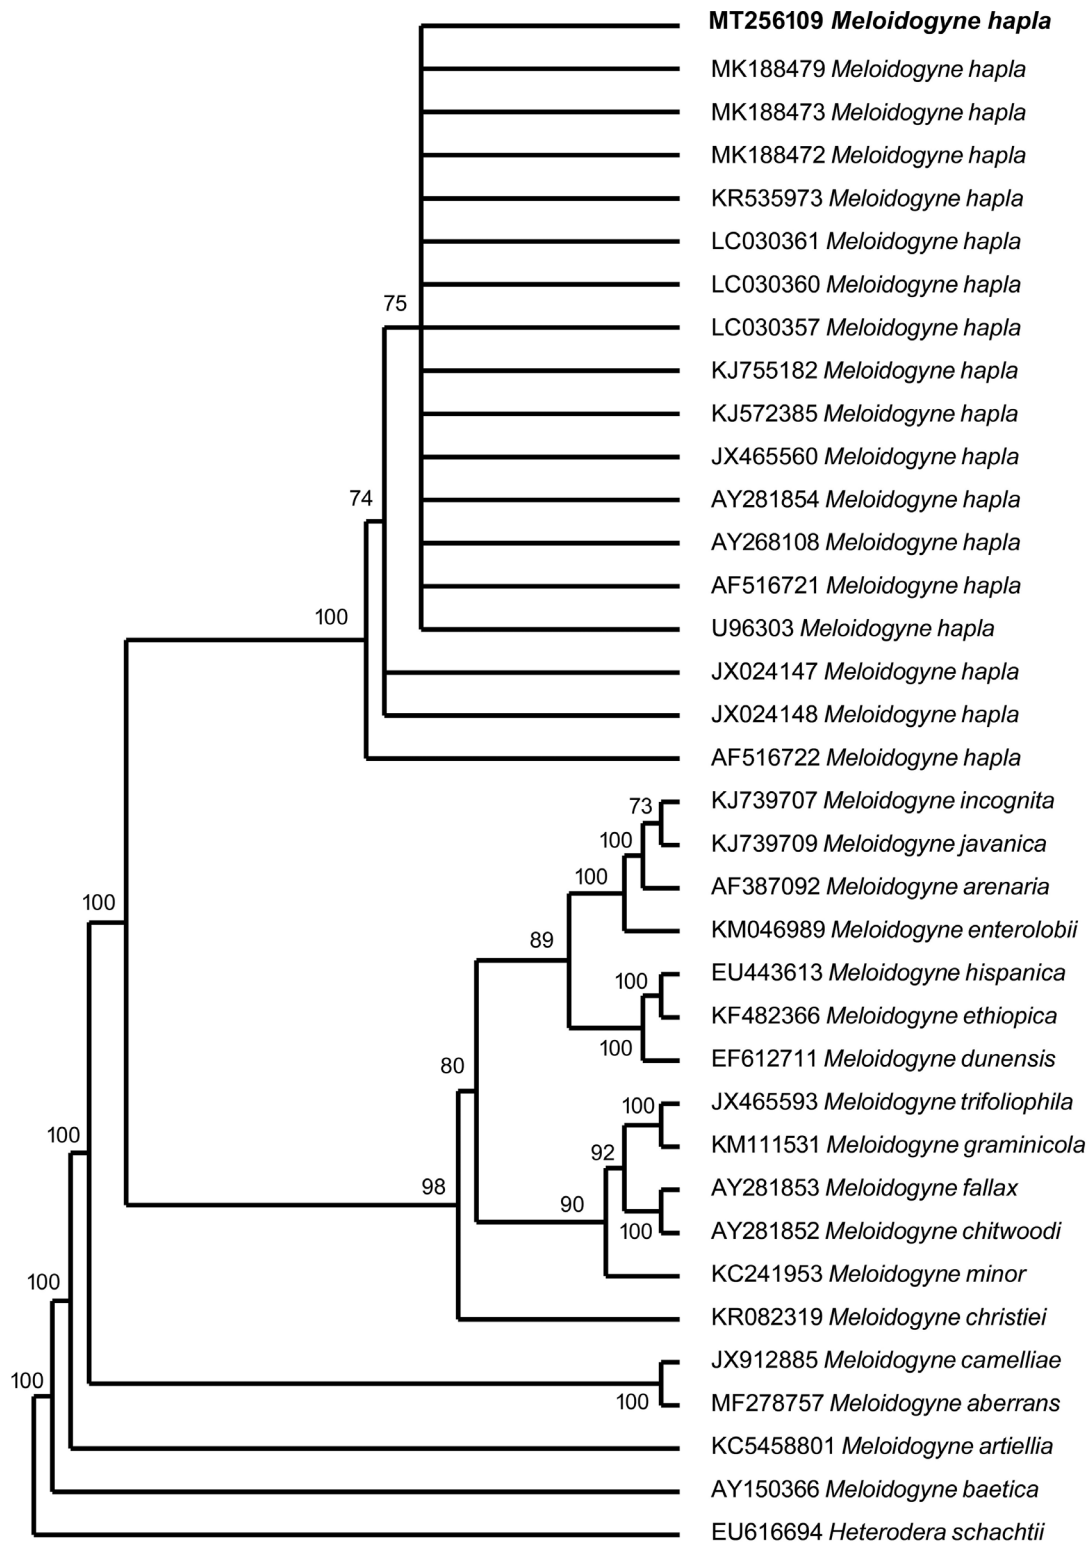 MT256109 Meloidogyne hapla
MK188479 Meloidogyne hapla
MK188473 Meloidogyne hapla
MK188472 Meloidogyne hapla
KR535973 Meloidogyne hapla
LC030361 Meloidogyne hapla
LC030360 Meloidogyne hapla
75
LC030357 Meloidogyne hapla
KJ755182 Meloidogyne hapla
KJ572385 Meloidogyne hapla
JX465560 Meloidogyne hapla
74
AY281854 Meloidogyne hapla
AY268108 Meloidogyne hapla
AF516721 Meloidogyne hapla
100
U96303 Meloidogyne hapla
JX024147 Meloidogyne hapla
JX024148 Meloidogyne hapla
AF516722 Meloidogyne hapla
73
KJ739707 Meloidogyne incognita
100
KJ739709 Meloidogyne javanica
100
AF387092 Meloidogyne arenaria
100
KM046989 Meloidogyne enterolobii
89
EU443613 Meloidogyne hispanica
100
KF482366 Meloidogyne ethiopica
100
EF612711 Meloidogyne dunensis
80
JX465593 Meloidogyne trifoliophila
100
100
KM111531 Meloidogyne graminicola
92
98
AY281853 Meloidogyne fallax
90
100
AY281852 Meloidogyne chitwoodi
KC241953 Meloidogyne minor
100
KR082319 Meloidogyne christiei
JX912885 Meloidogyne camelliae
100
100
MF278757 Meloidogyne aberrans
KC5458801 Meloidogyne artiellia
AY150366 Meloidogyne baetica
EU616694 Heterodera schachtii